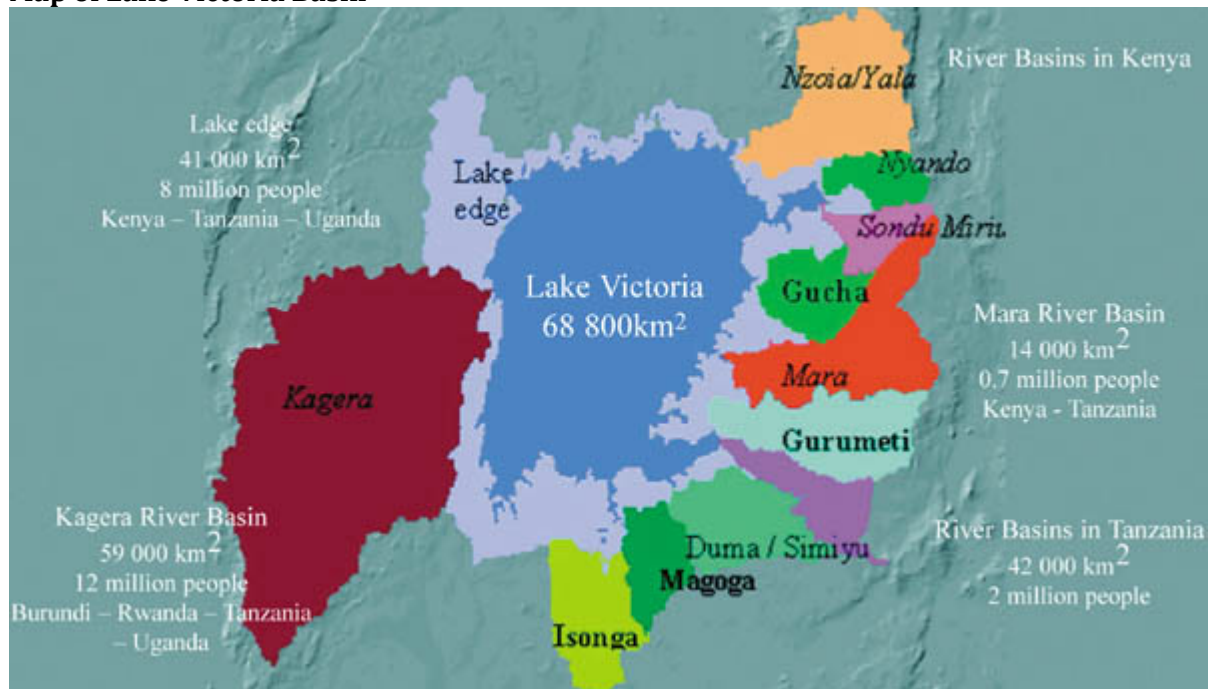 River Basins in Kenya
Nzoia/Yala
Lake edge
41 000 km2
8 million people
Kenya – Tanzania – Uganda
Lake
edge
Nyando
Sondu Miriu
Lake Victoria
68 800km2
Gucha
Mara River Basin
14 000 km2
0.7 million people
Kenya - Tanzania
Mara
Kagera
Gurumeti
Kagera River Basin
59 000 km2
12 million people
Burundi – Rwanda – Tanzania
– Uganda
River Basins in Tanzania
42 000 km2
2 million people
Duma / Simiyu
Magoga
Isonga